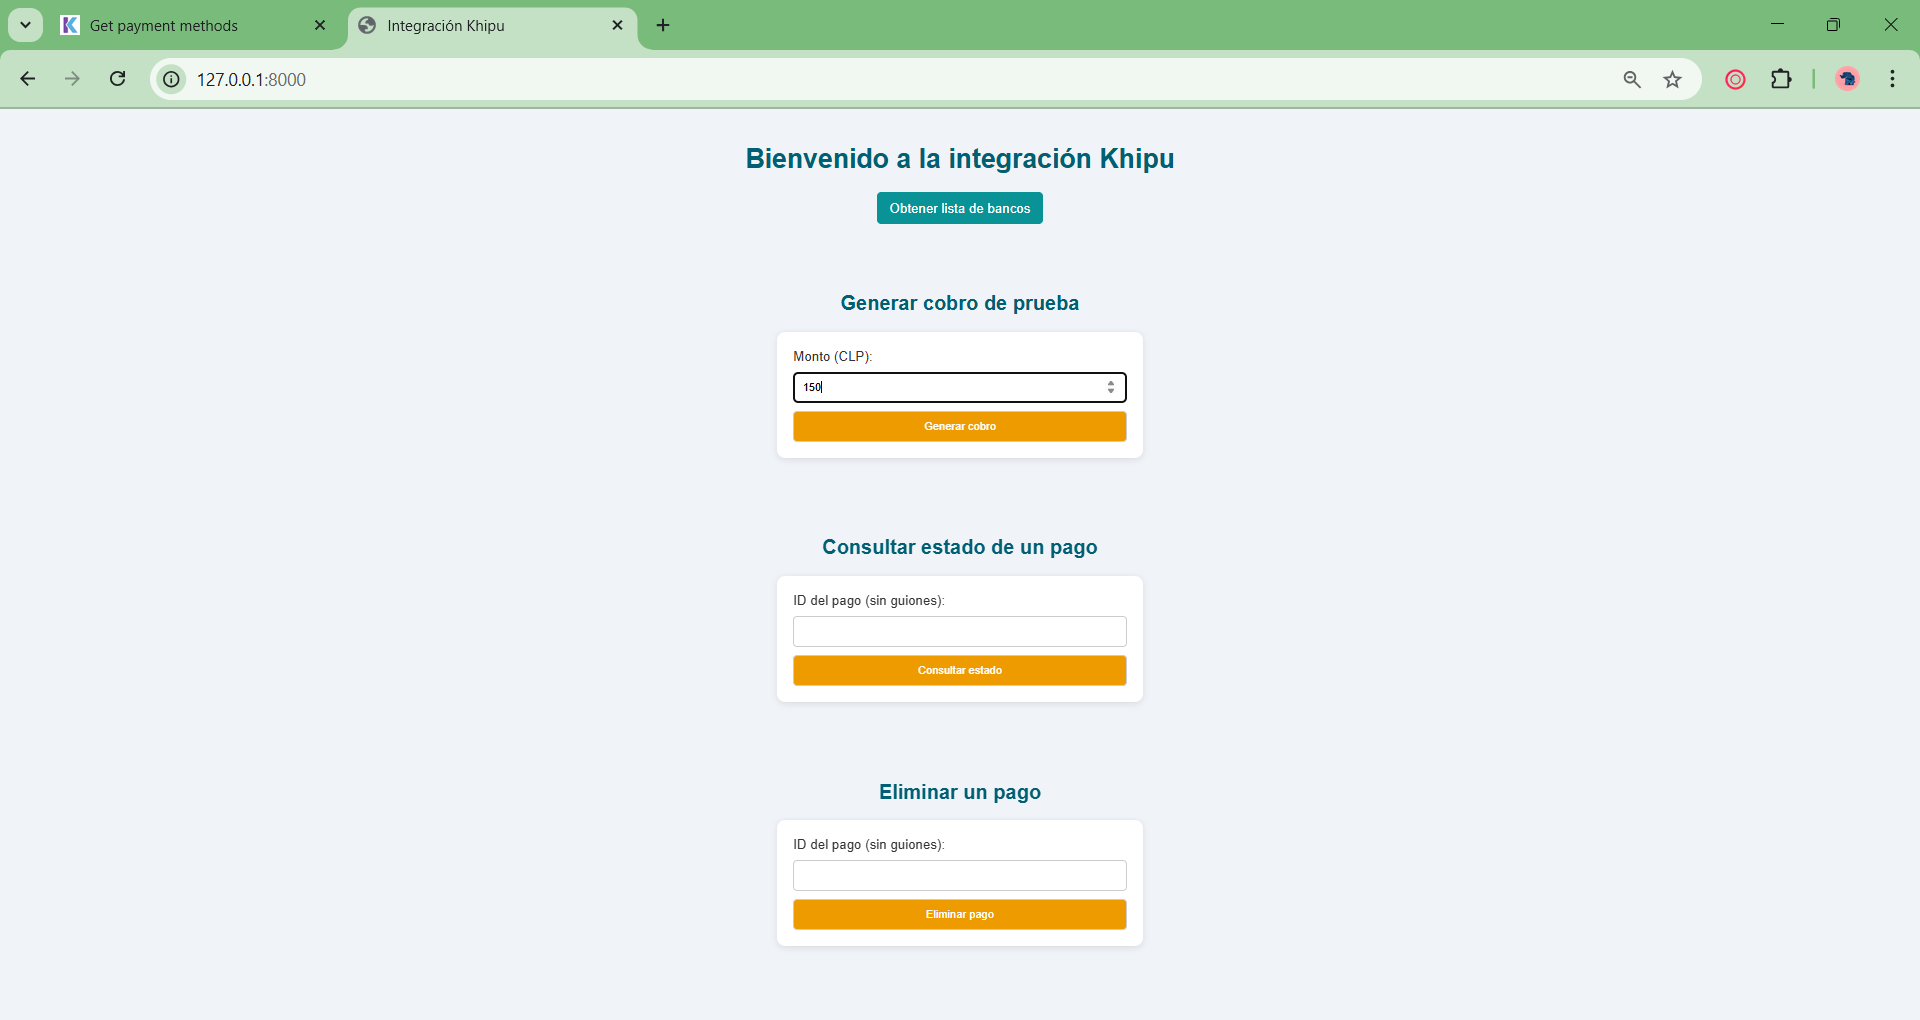 Get payment methods
Integración Khipu
127.0.0.1:8000
Bienvenido a la integración Khipu
Obtener lista de bancos
Generar cobro de prueba
Monto (CLP):
150
Generar cobro
Consultar estado de un pago
ID del pago (sin guiones):
Consultar estado
Eliminar un pago
ID del pago (sin guiones):
Eliminar pago